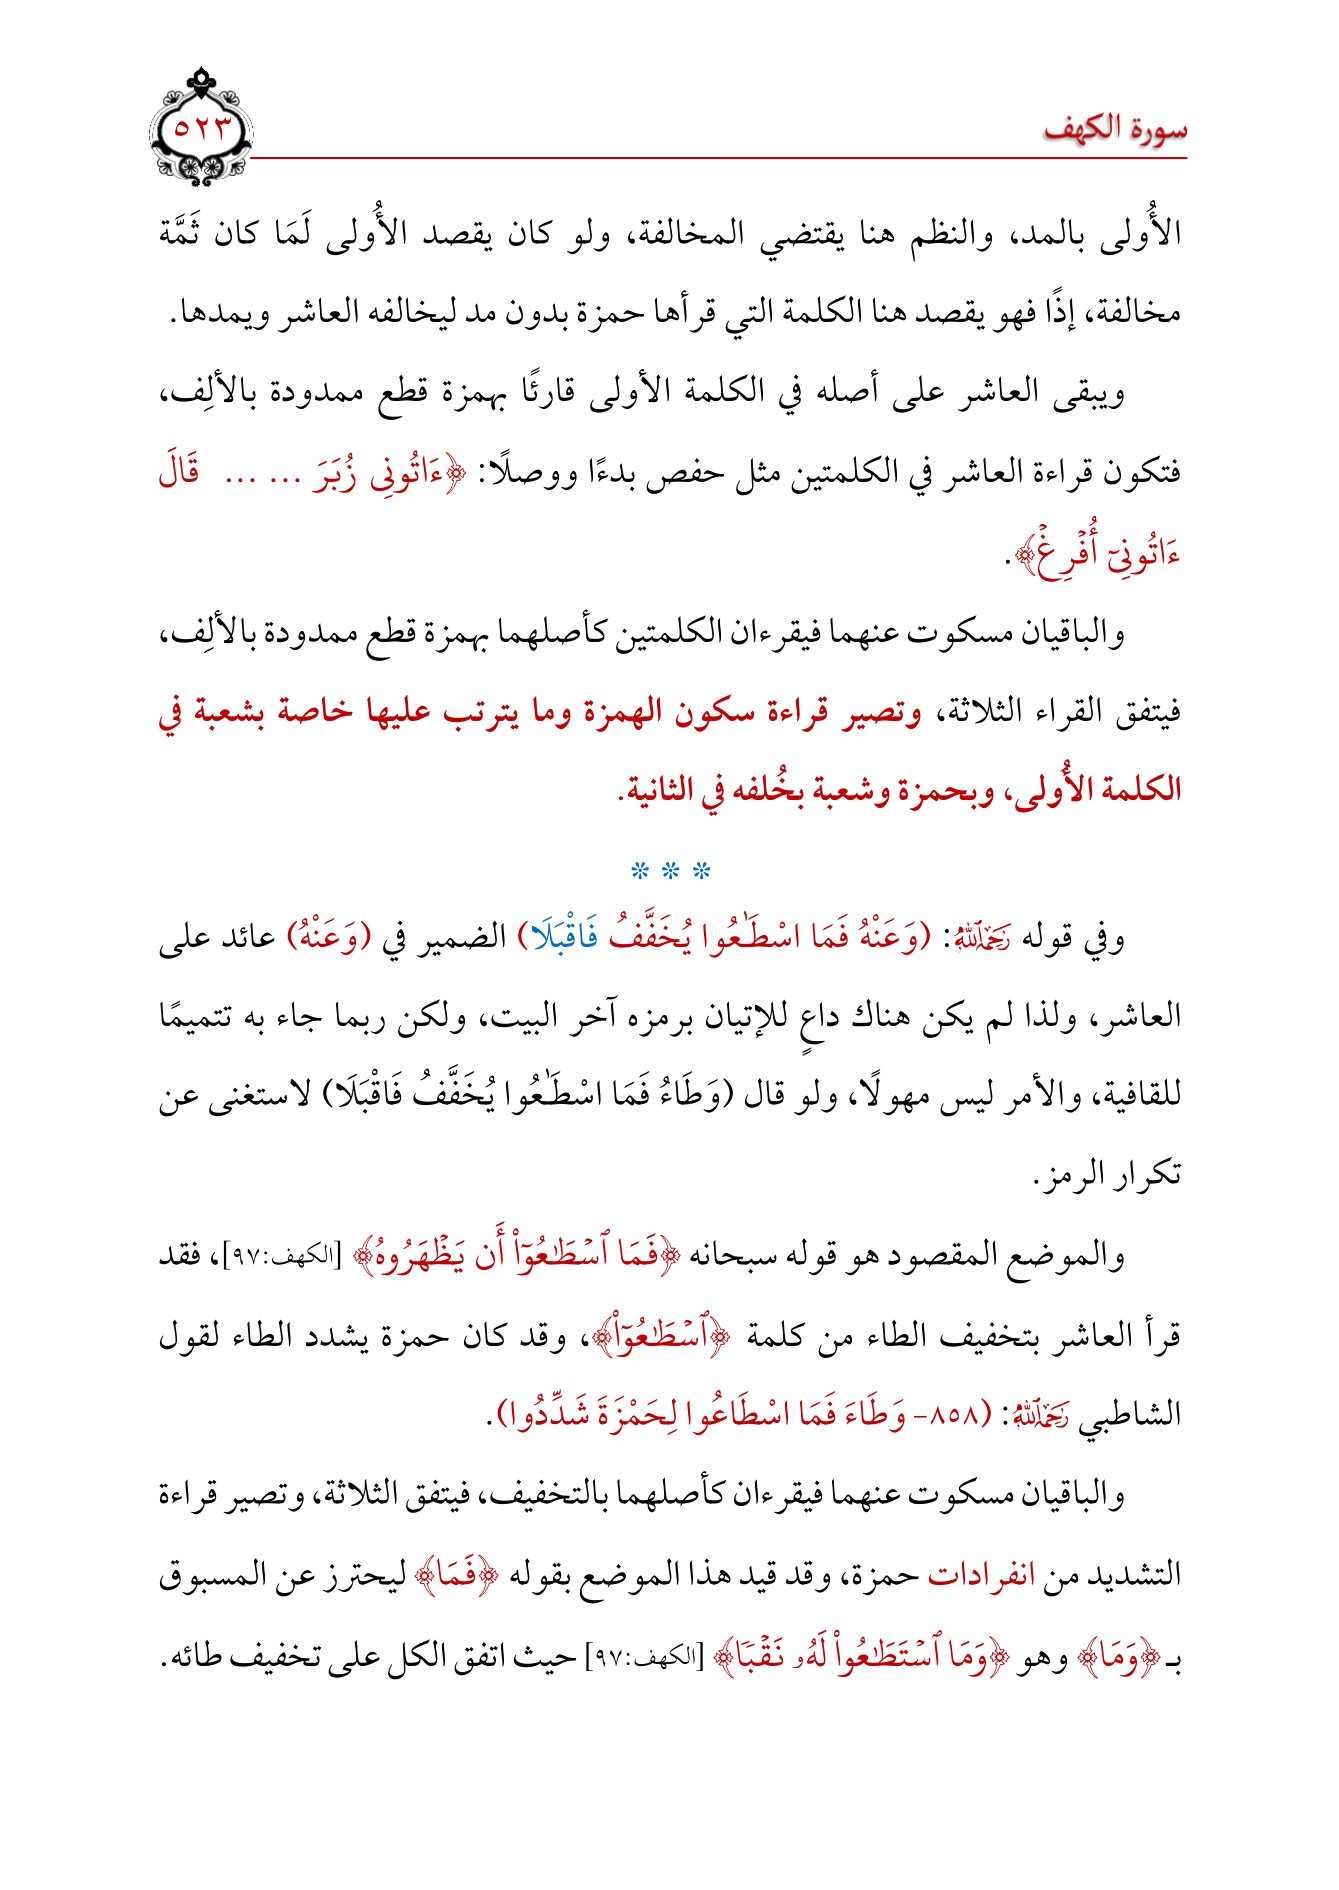 سورة الكهف
٥٢٣
الأُولى بالمد، والنظم هنا يقتضي المخالفة، ولو كان يقصد الأُولى لَمَا كان ثَمَّة
مخالفة، إذًا فهو يقصد هنا الكلمة التي قرأها حمزة بدون مد ليخالفه العاشر ويمدها.
ويبقى العاشر على أصله في الكلمة الأولى قارئًا بهمزة قطع ممدودة بالألِف،
فتكون قراءة العاشر في الكلمتين مثل حفص بدءًا ووصلًا: ﴿ءَاتُونِى زُبَرَ ... ... قَالَ
ءَاتُونِىٓ أُفۡرِغۡ﴾.
والباقيان مسكوت عنهما فيقرءان الكلمتين كأصلهما بهمزة قطع ممدودة بالألِف،
فيتفق القراء الثلاثة، وتصير قراءة سكون الهمزة وما يترتب عليها خاصة بشعبة في
الكلمة الأُولى، وبحمزة وشعبة بخُلفه في الثانية.
* * *
وفي قوله رَحِمَهُ ٱللَّهُ: (وَعَنْهُ فَمَا اسْطَـٰعُوا يُخَفَّفُ فَاقْبَلَا) الضمير في (وَعَنْهُ) عائد على
العاشر، ولذا لم يكن هناك داعٍ للإتيان برمزه آخر البيت، ولكن ربما جاء به تتميمًا
للقافية، والأمر ليس مهولًا، ولو قال (وَطَاءُ فَمَا اسْطَـٰعُوا يُخَفَّفُ فَاقْبَلَا) لاستغنى عن
تكرار الرمز.
والموضع المقصود هو قوله سبحانه ﴿فَمَا ٱسۡطَـٰعُوٓاْ أَن يَظۡهَرُوهُ﴾ [الكهف:٩٧]، فقد
قرأ العاشر بتخفيف الطاء من كلمة ﴿ٱسۡطَـٰعُوٓاْ﴾، وقد كان حمزة يشدد الطاء لقول
الشاطبي رَحِمَهُ ٱللَّهُ: (٨٥٨- وَطَاءَ فَمَا اسْطَاعُوا لِحَمْزَةَ شَدِّدُوا).
والباقيان مسكوت عنهما فيقرءان كأصلهما بالتخفيف، فيتفق الثلاثة، وتصير قراءة
التشديد من انفرادات حمزة، وقد قيد هذا الموضع بقوله ﴿فَمَا﴾ ليحترز عن المسبوق
بـ ﴿وَمَا﴾ وهو ﴿وَمَا ٱسۡتَطَـٰعُواْ لَهُۥ نَقۡبٗا﴾ [الكهف:٩٧] حيث اتفق الكل على تخفيف طائه.